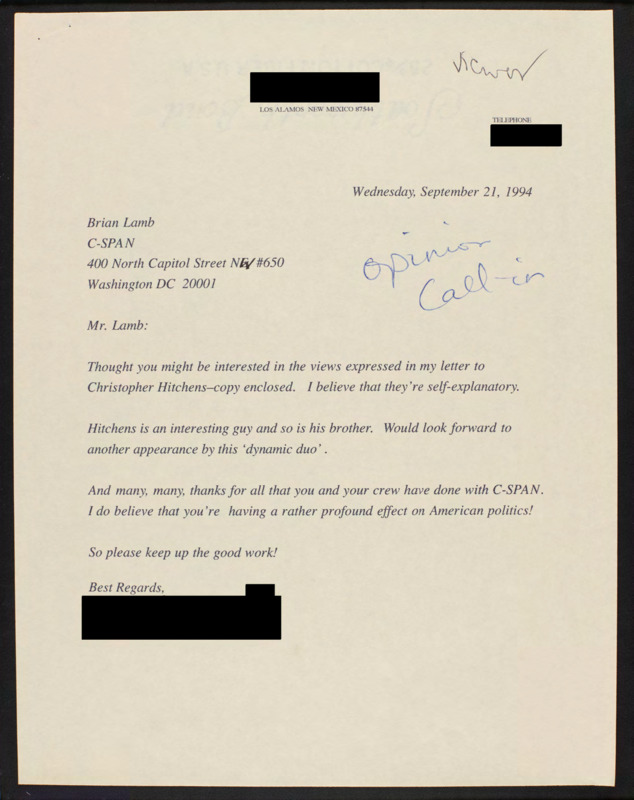 viewer
LOS ALAMOS NEW MEXICO 87544
TELEPHONE
Wednesday, September 21, 1994
Brian Lamb
C-SPAN
400 North Capitol Street NW #650
Washington DC 20001
opinion
Call-in
Mr. Lamb:
Thought you might be interested in the views expressed in my letter to
Christopher Hitchens–copy enclosed. I believe that they're self-explanatory.
Hitchens is an interesting guy and so is his brother. Would look forward to
another appearance by this 'dynamic duo'.
And many, many, thanks for all that you and your crew have done with C-SPAN.
I do believe that you're having a rather profound effect on American politics!
So please keep up the good work!
Best Regards,